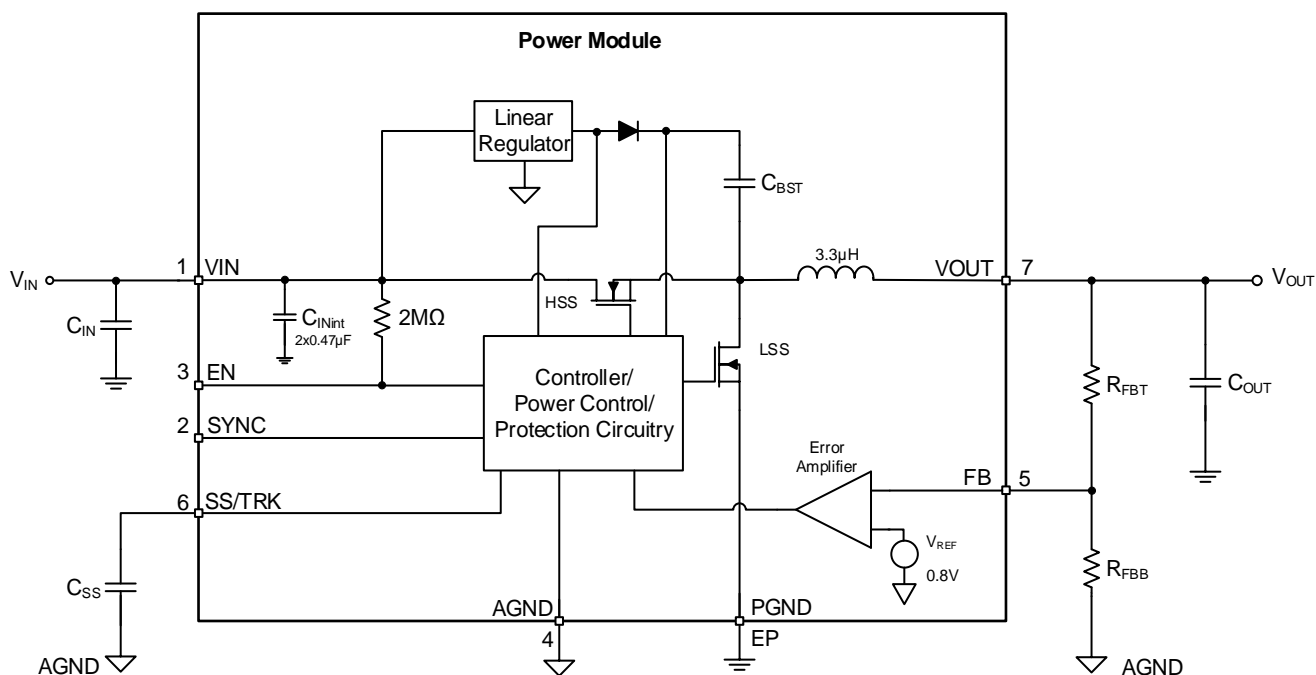 Power Module
Linear
Regulator
C_BST
3.3µH
1
VIN
VOUT
7
V_IN
V_OUT
HSS
C_IN
C_INint
2x0.47µF
2MΩ
LSS
3
EN
Controller/
Power Control/
Protection Circuitry
R_FBT
C_OUT
2
SYNC
Error
Amplifier
FB
5
6
SS/TRK
V_REF
0.8V
R_FBB
C_SS
AGND
PGND
4
EP
AGND
AGND